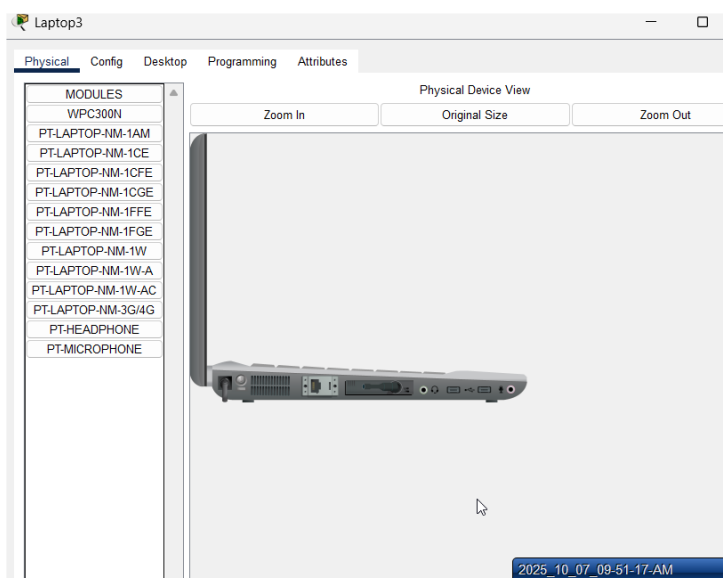 Laptop3
Physical Config Desktop Programming Attributes
MODULES
WPC300N
PT-LAPTOP-NM-1AM
PT-LAPTOP-NM-1CE
PT-LAPTOP-NM-1CFE
PT-LAPTOP-NM-1CGE
PT-LAPTOP-NM-1FFE
PT-LAPTOP-NM-1FGE
PT-LAPTOP-NM-1W
PT-LAPTOP-NM-1W-A
PT-LAPTOP-NM-1W-AC
PT-LAPTOP-NM-3G/4G
PT-HEADPHONE
PT-MICROPHONE
Physical Device View
Zoom In Original Size Zoom Out
2025_10_07_09-51-17-AM